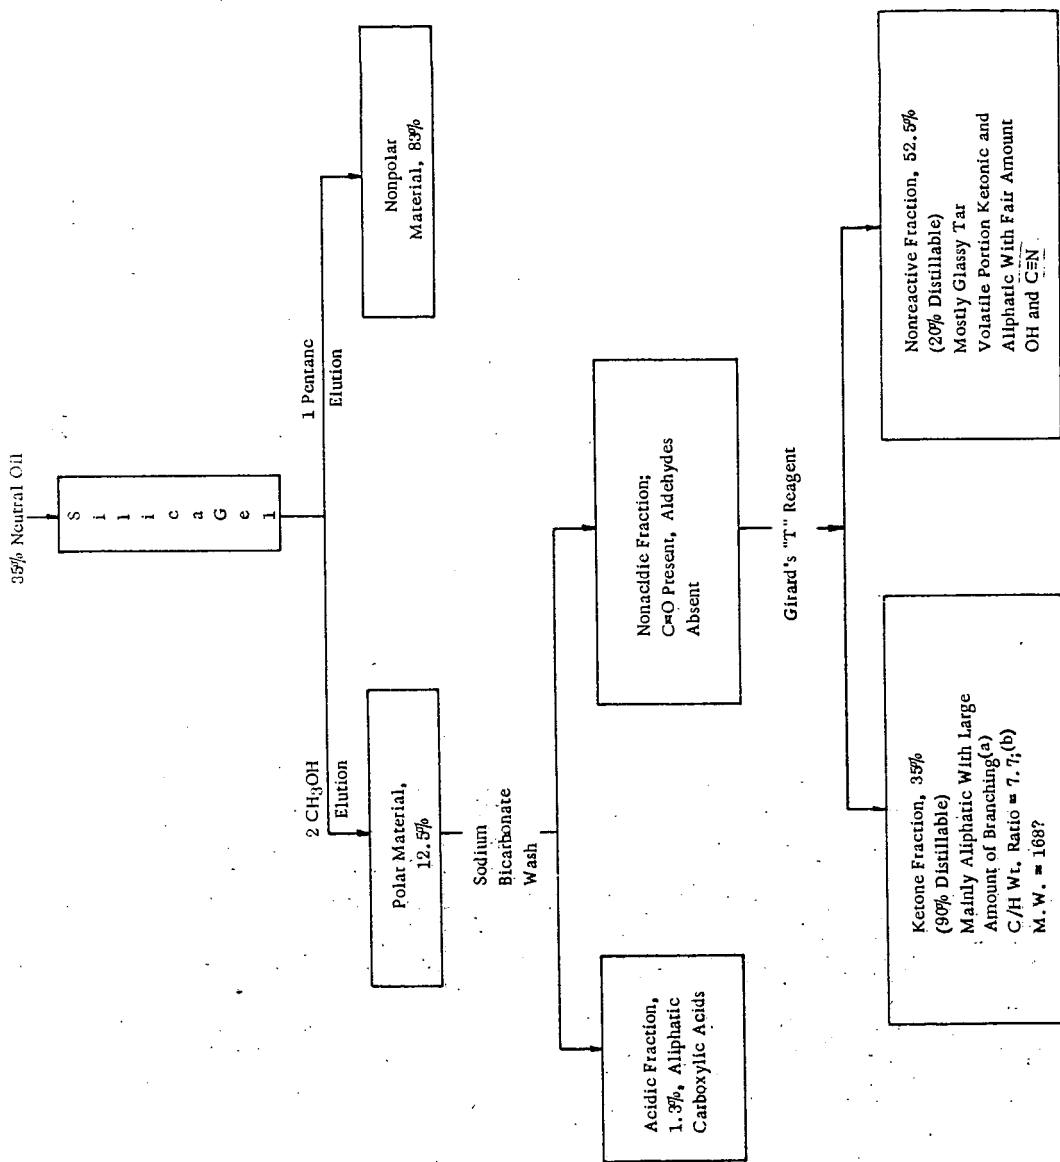 35% Neutral Oil
S i l i c a G e l
2 CH₃OH
Elution
1 Pentane
Elution
Polar Material,
12.5%
Nonpolar
Material, 83%
Sodium
Bicarbonate
Wash
Acidic Fraction,
1.3%, Aliphatic
Carboxylic Acids
Nonacidic Fraction;
C=O Present, Aldehydes
Absent
Girard's "T" Reagent
Ketone Fraction, 35%
(90% Distillable)
Mainly Aliphatic With Large
Amount of Branching(a)
C/H Wt. Ratio = 7.7;(b)
M.W. = 168?
Nonreactive Fraction, 52.5%
(20% Distillable)
Mostly Glassy Tar
Volatile Portion Ketonic and
Aliphatic With Fair Amount
OH and C≡N